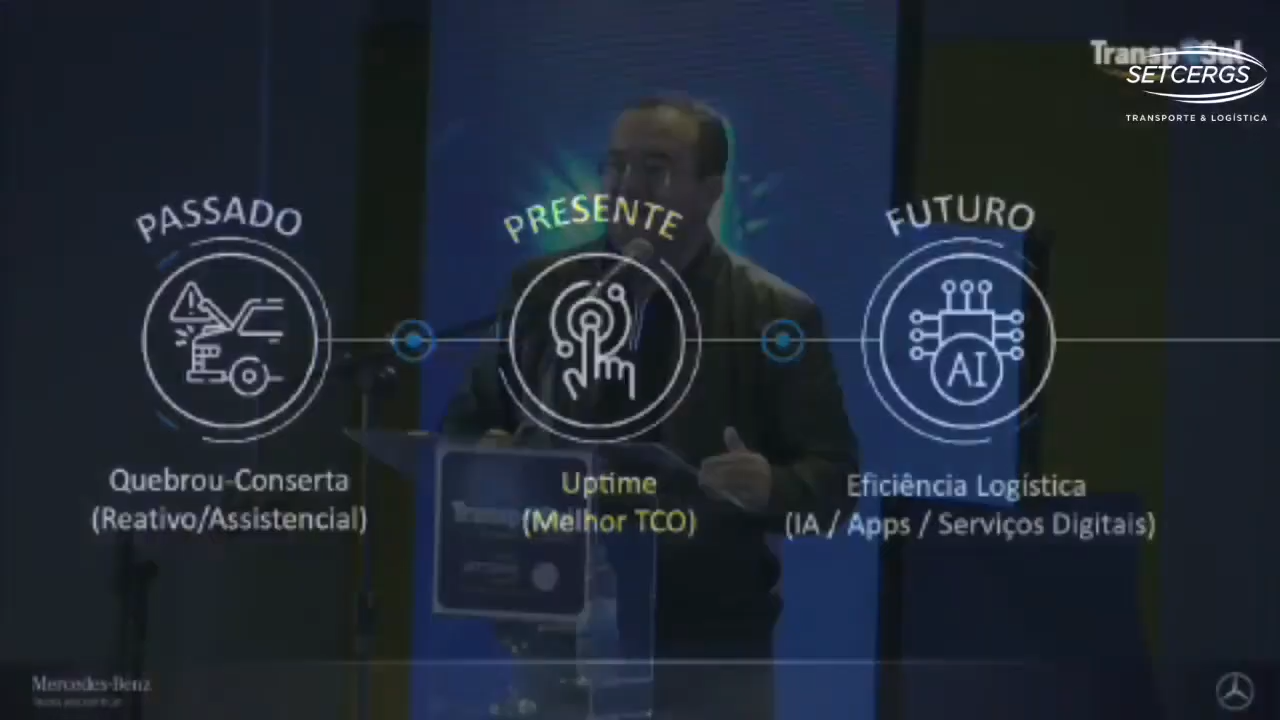 SETCERGS
TRANSPORTE & LOGÍSTICA
PASSADO
PRESENTE
FUTURO
AI
Quebrou-Conserta
(Reativo/Assistencial)
Uptime
(Melhor TCO)
Eficiência Logística
(IA / Apps / Serviços Digitais)
Mercedes-Benz